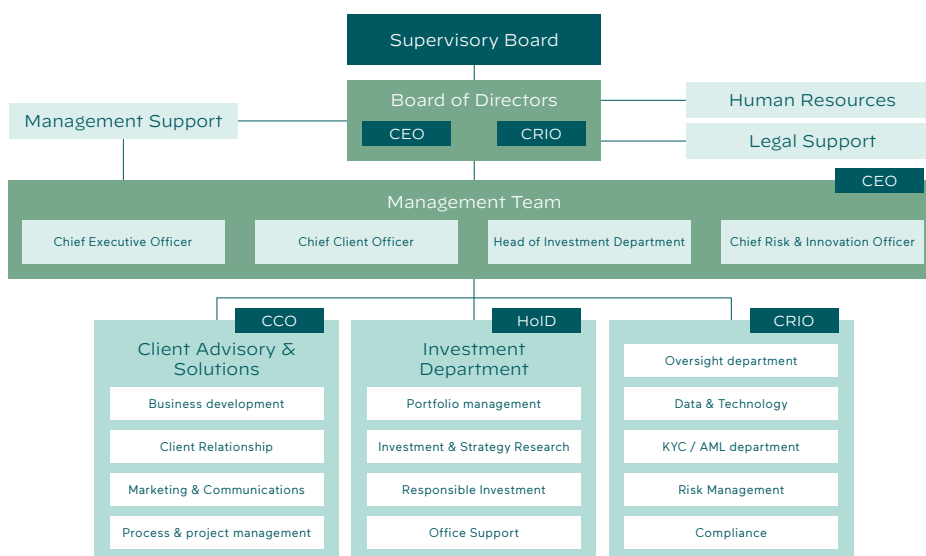 Supervisory Board
Board of Directors
CEO
CRIO
Management Support
Human Resources
Legal Support
CEO
Management Team
Chief Executive Officer
Chief Client Officer
Head of Investment Department
Chief Risk & Innovation Officer
CCO
Client Advisory &
Solutions
Business development
Client Relationship
Marketing & Communications
Process & project management
HoID
Investment
Department
Portfolio management
Investment & Strategy Research
Responsible Investment
Office Support
CRIO
Oversight department
Data & Technology
KYC / AML department
Risk Management
Compliance